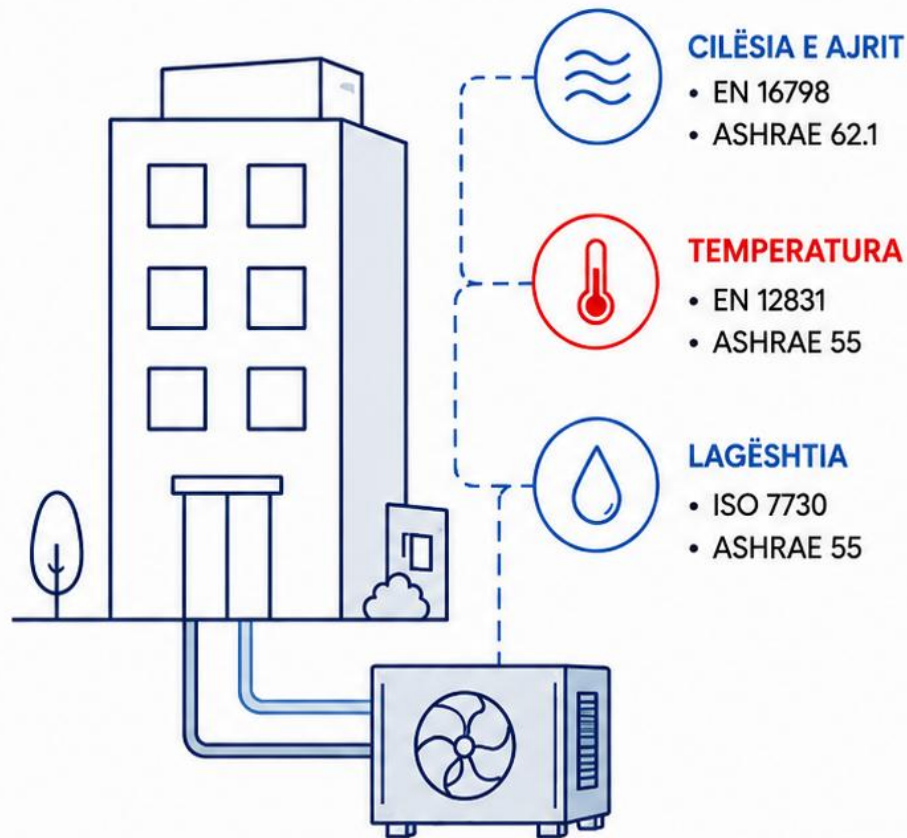 CILËSIA E AJRIT
• EN 16798
• ASHRAE 62.1
TEMPERATURA
• EN 12831
• ASHRAE 55
LAGËSHTIA
• ISO 7730
• ASHRAE 55